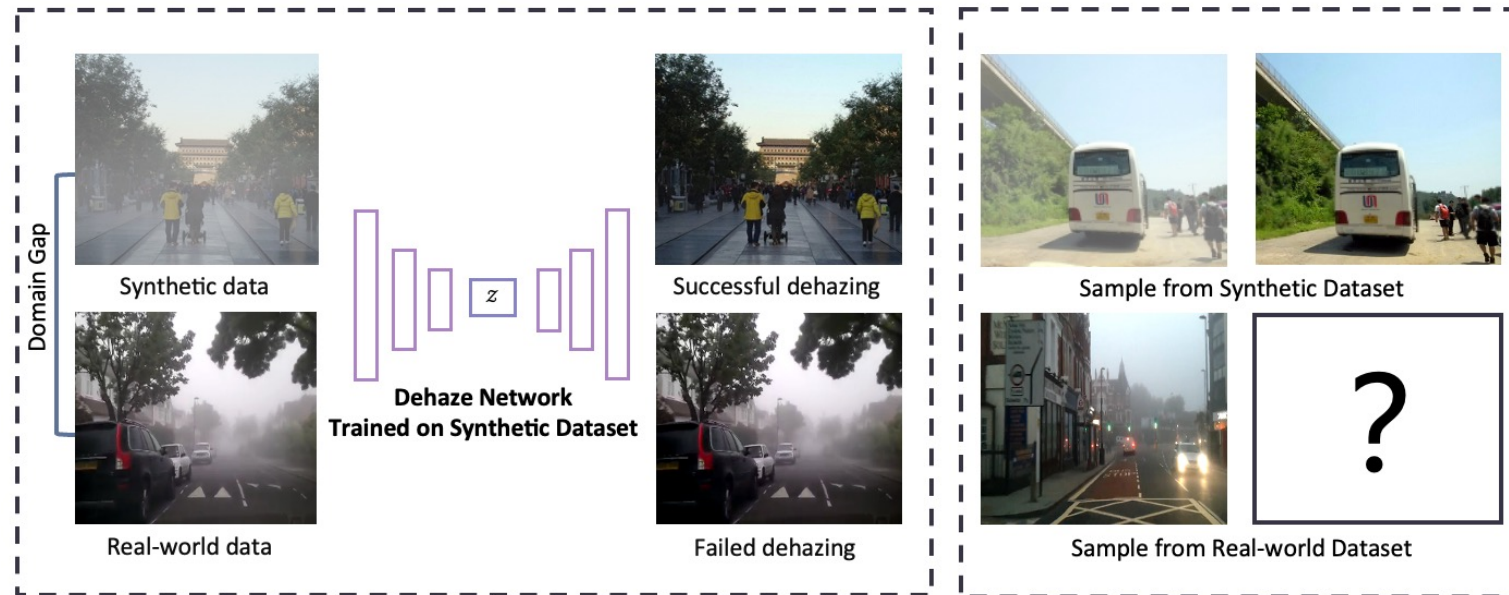 Domain Gap
Synthetic data
Real-world data
z
Dehaze Network
Trained on Synthetic Dataset
Successful dehazing
Failed dehazing
Sample from Synthetic Dataset
?
Sample from Real-world Dataset